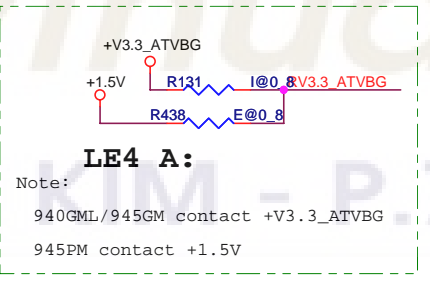 +V3.3_ATVBG
+1.5V R131 I@0_8 RV3.3_ATVBG
R438 E@0_8
LE4 A:
Note:
940GML/945GM contact +V3.3_ATVBG
945PM contact +1.5V
KIM - P.